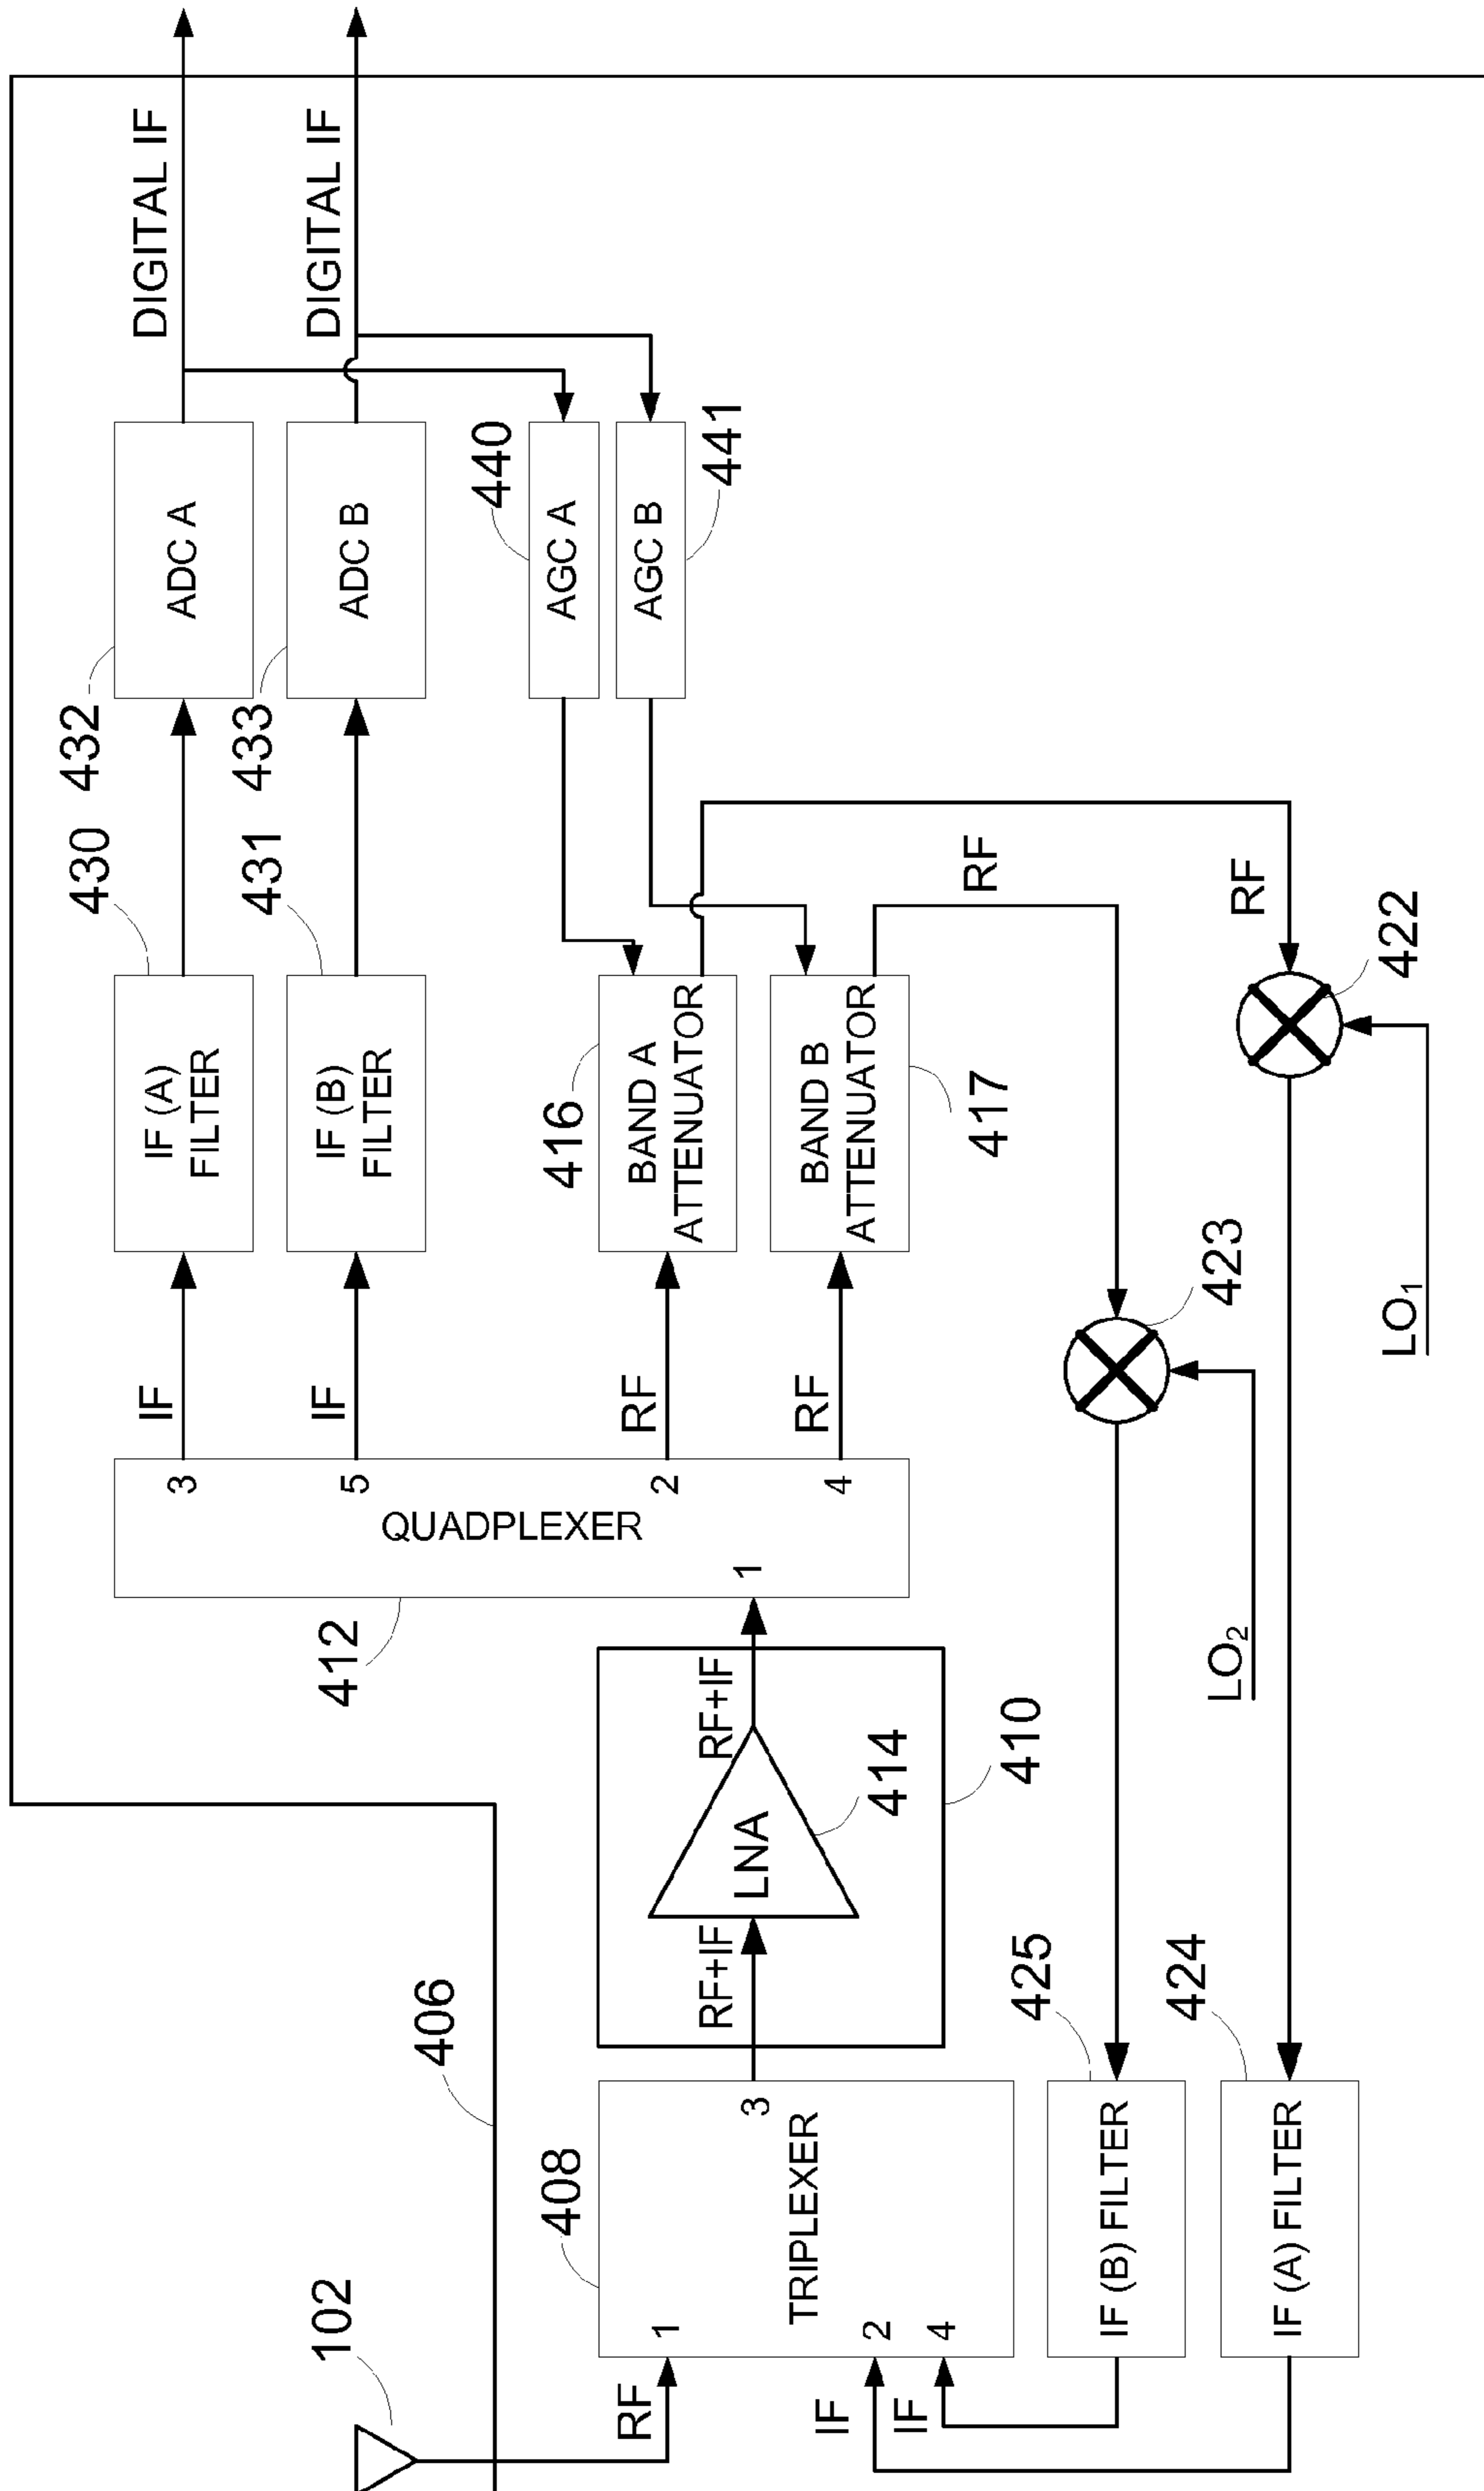 102
406
RF
1
408
TRIPLEXER
3
IF
2
IF
4
RF+IF
LNA
RF+IF
414
410
412
QUADPLEXER
1
3
5
2
4
IF
IF
RF
RF
430
IF (A)
FILTER
431
IF (B)
FILTER
416
BAND A
ATTENUATOR
BAND B
ATTENUATOR
417
432
ADC A
433
ADC B
440
AGC A
AGC B
441
DIGITAL IF
DIGITAL IF
RF
RF
422
LO1
423
LO2
425
IF (B) FILTER
424
IF (A) FILTER